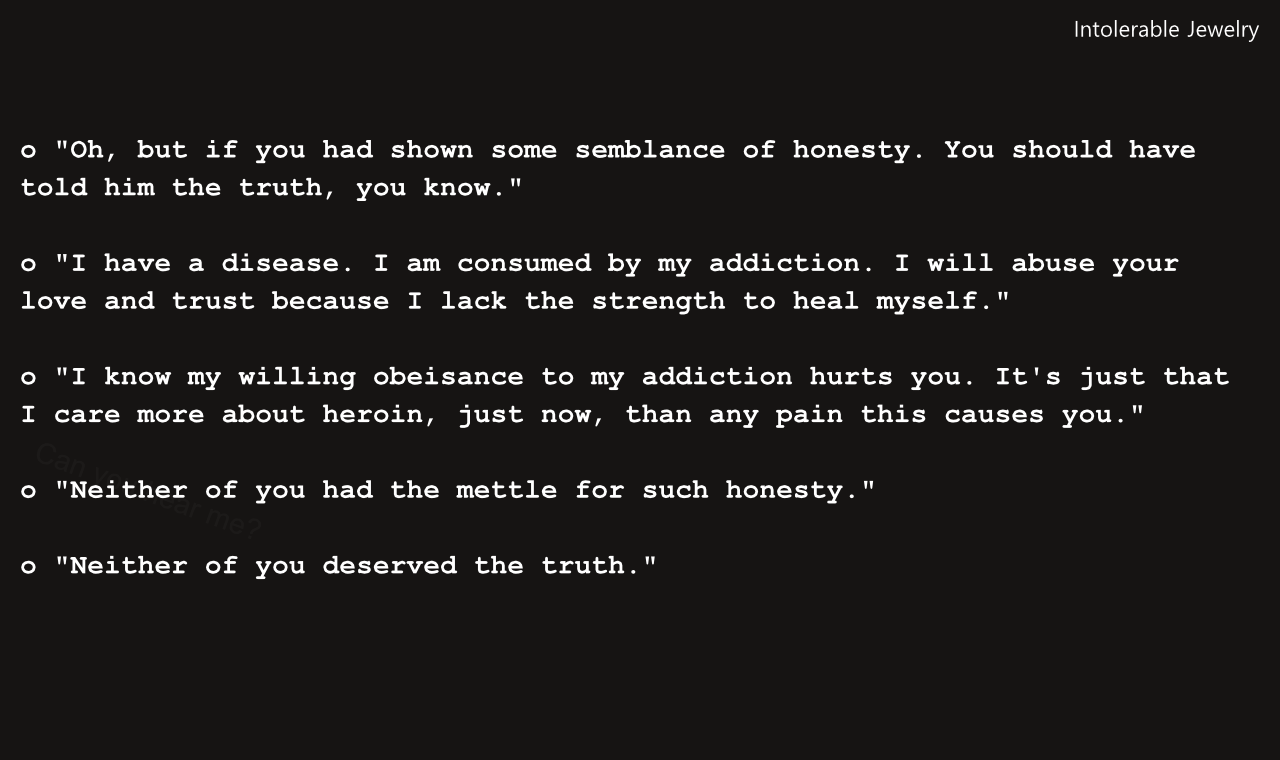 Intolerable Jewelry
o "Oh, but if you had shown some semblance of honesty. You should have
told him the truth, you know."
o "I have a disease. I am consumed by my addiction. I will abuse your
love and trust because I lack the strength to heal myself."
o "I know my willing obeisance to my addiction hurts you. It's just that
I care more about heroin, just now, than any pain this causes you."
Can you hear me?
o "Neither of you had the mettle for such honesty."
o "Neither of you deserved the truth."